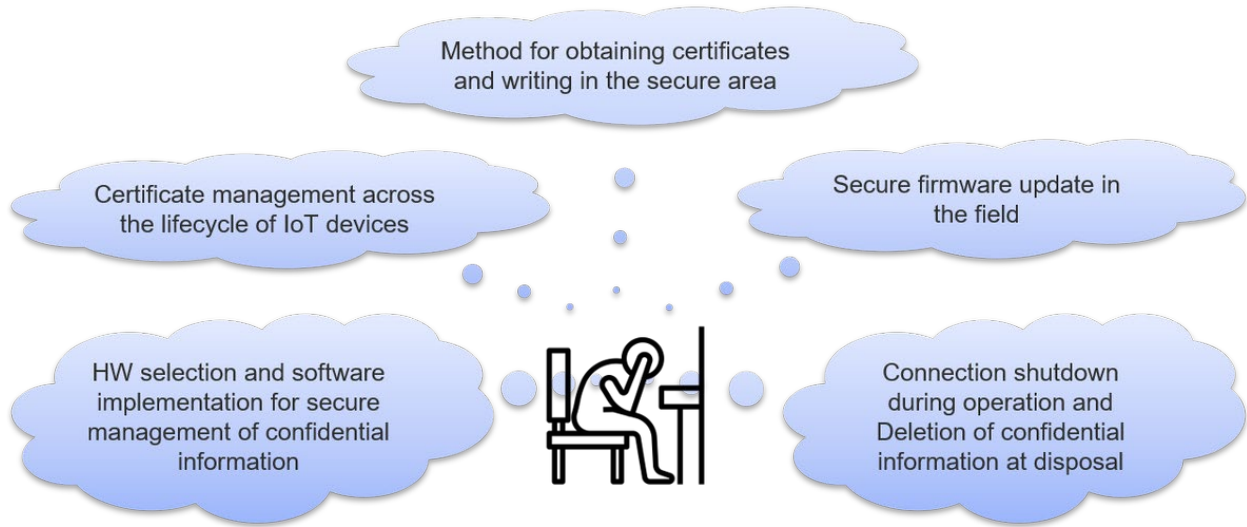 Method for obtaining certificates
and writing in the secure area
Certificate management across
the lifecycle of IoT devices
Secure firmware update in
the field
HW selection and software
implementation for secure
management of confidential
information
Connection shutdown
during operation and
Deletion of confidential
information at disposal